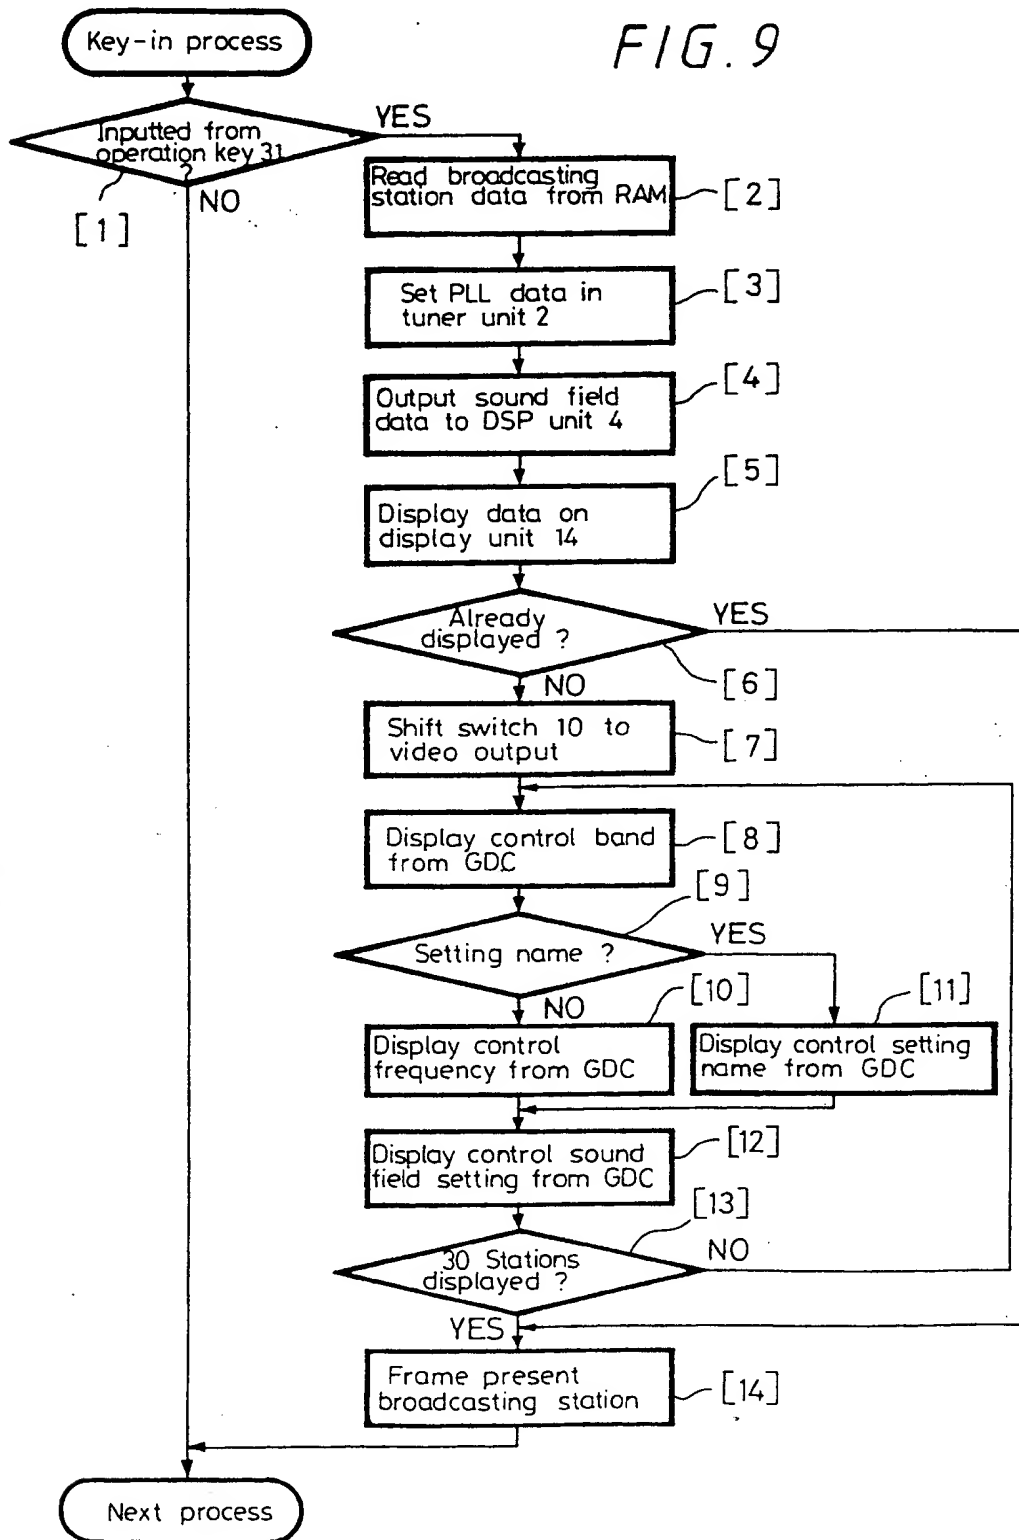 FIG. 9
Key-in process
Inputted from
operation key 31
?
YES
NO
[1]
Read broadcasting
station data from RAM
[2]
Set PLL data in
tuner unit 2
[3]
Output sound field
data to DSP unit 4
[4]
Display data on
display unit 14
[5]
Already
displayed ?
YES
NO
[6]
Shift switch 10 to
video output
[7]
Display control band
from GDC
[8]
[9]
Setting name ?
YES
NO
[10]
[11]
Display control
frequency from GDC
Display control setting
name from GDC
Display control sound
field setting from GDC
[12]
[13]
30 Stations
displayed ?
NO
YES
Frame present
broadcasting station
[14]
Next process